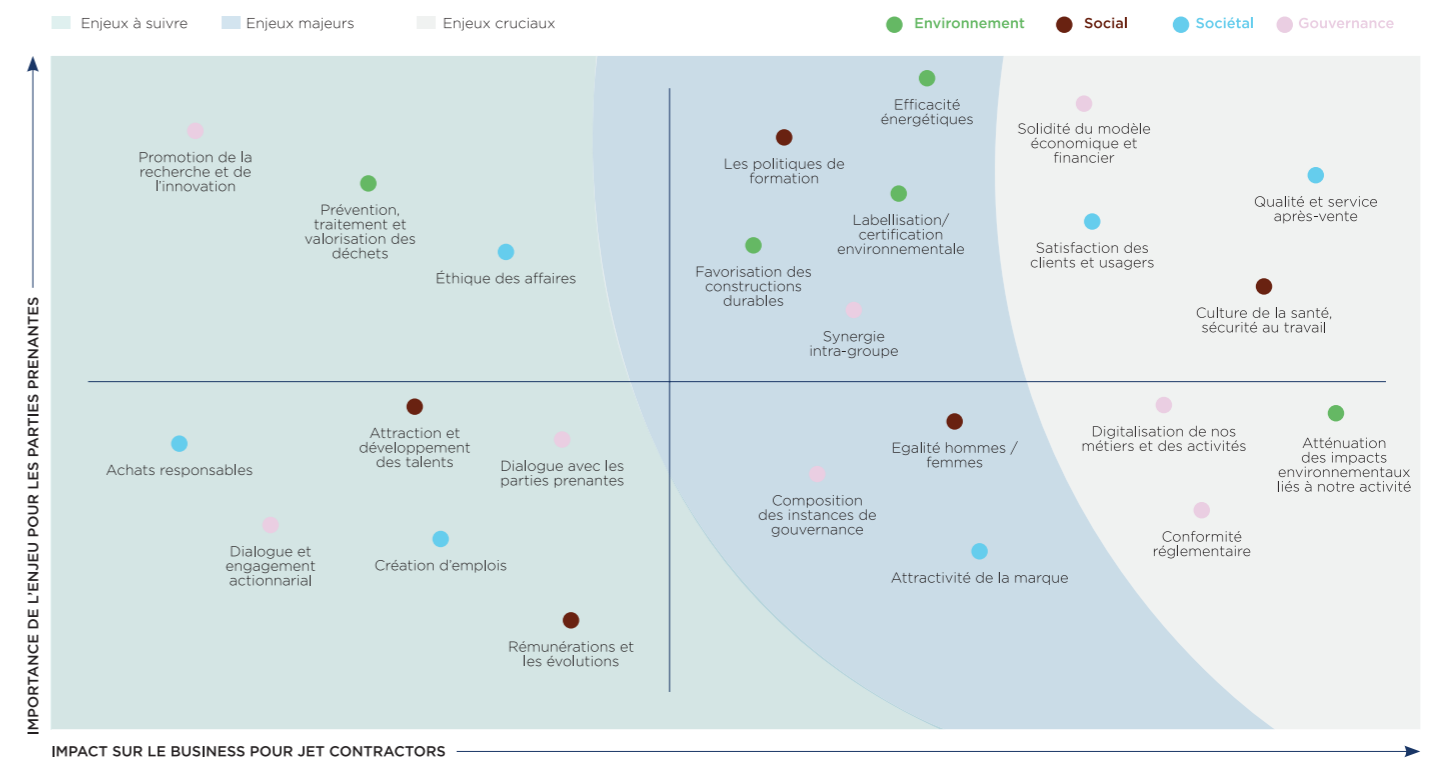 Enjeux à suivre
Enjeux majeurs
Enjeux cruciaux
Environnement
Social
Sociétal
Gouvernance
IMPORTANCE DE L'ENJEU POUR LES PARTIES PRENANTES
Promotion de la
recherche et de
l'innovation
Prévention,
traitement et
valorisation des
déchets
Éthique des affaires
Efficacité
énergétiques
Les politiques de
formation
Labellisation/
certification
environnementale
Favorisation des
constructions
durables
Synergie
intra-groupe
Solidité du modèle
économique et
financier
Qualité et service
après-vente
Satisfaction des
clients et usagers
Culture de la santé,
sécurité au travail
Achats responsables
Attraction et
développement
des talents
Dialogue avec les
parties prenantes
Dialogue et
engagement
actionnarial
Création d'emplois
Rémunérations et
les évolutions
Egalité hommes /
femmes
Composition
des instances de
gouvernance
Attractivité de la marque
Digitalisation de nos
métiers et des activités
Atténuation
des impacts
environnementaux
liés à notre activité
Conformité
réglementaire
IMPACT SUR LE BUSINESS POUR JET CONTRACTORS